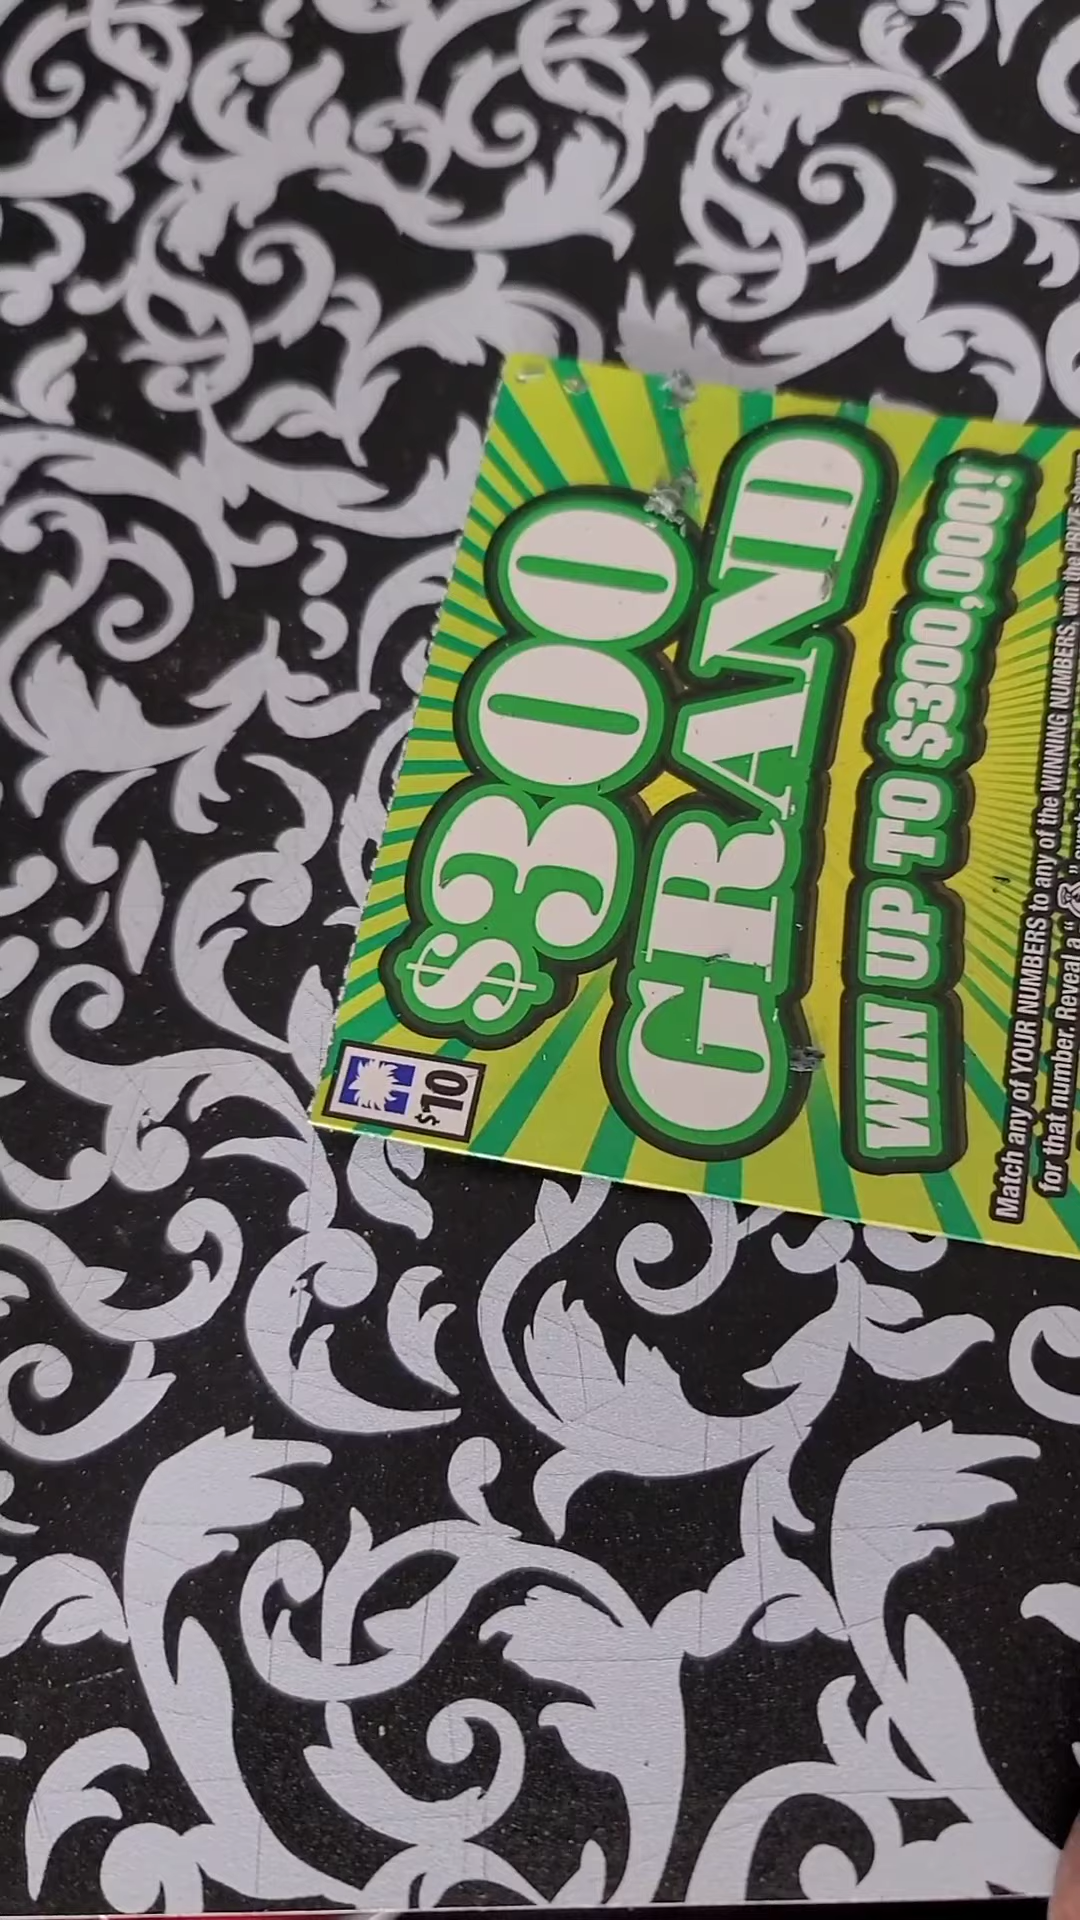 $300
GRAND
WIN UP TO $300,000!
$10
Match any of YOUR NUMBERS to any of the WINNING NUMBERS, win the PRIZE
for that number. Reveal a "